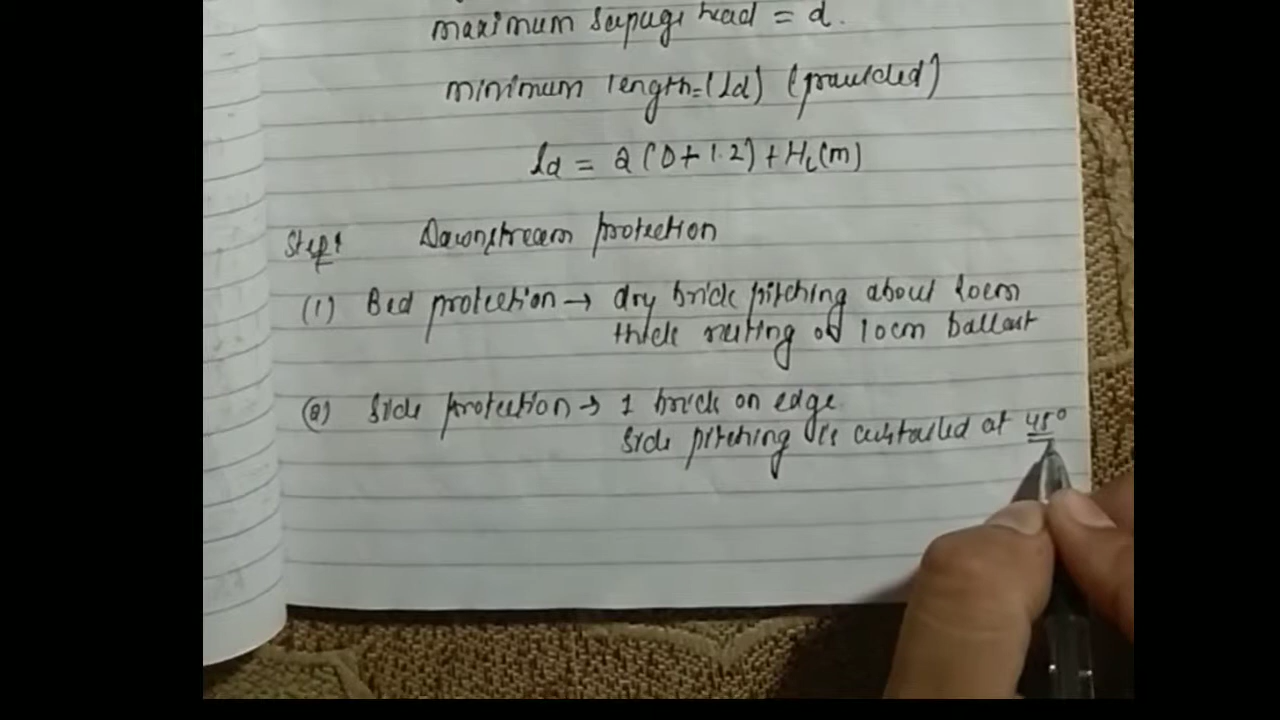 maximum seepage head = d.
minimum length = (ld) (provided)
ld = 2 (D + 1.2) + HL (m)
Step! Downstream protection
(1) Bed protection → dry brick pitching about 20cm
thick resting on 10cm ballast
(2) Side protection → 1 brick on edge
Side pitching is curtailed at 45°